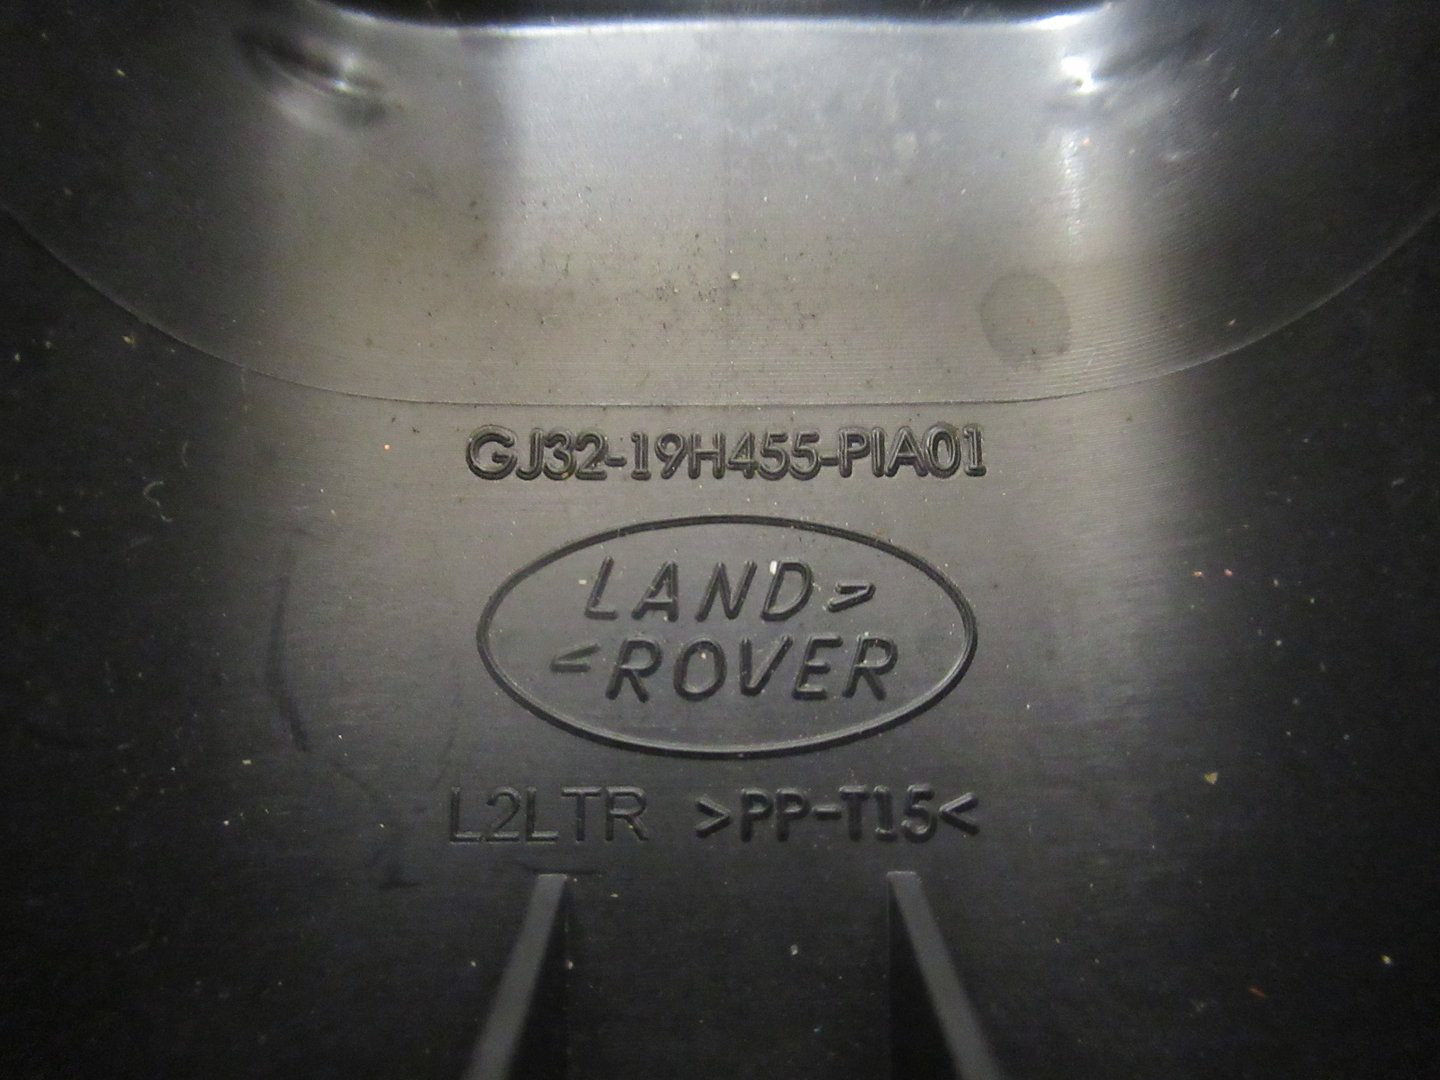 GJ32-19H455-PIA01
LAND>
<ROVER
L2LTR >PP-T15<